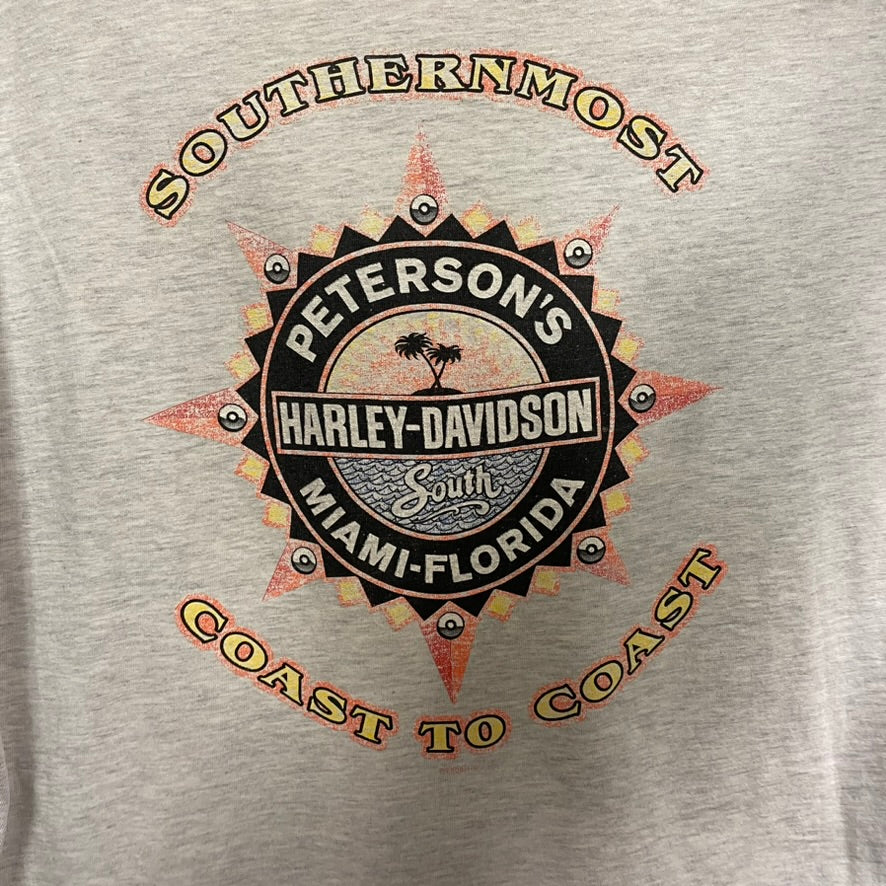 SOUTHERNMOST
PETERSON'S
HARLEY-DAVIDSON
South
MIAMI-FLORIDA
COAST TO COAST